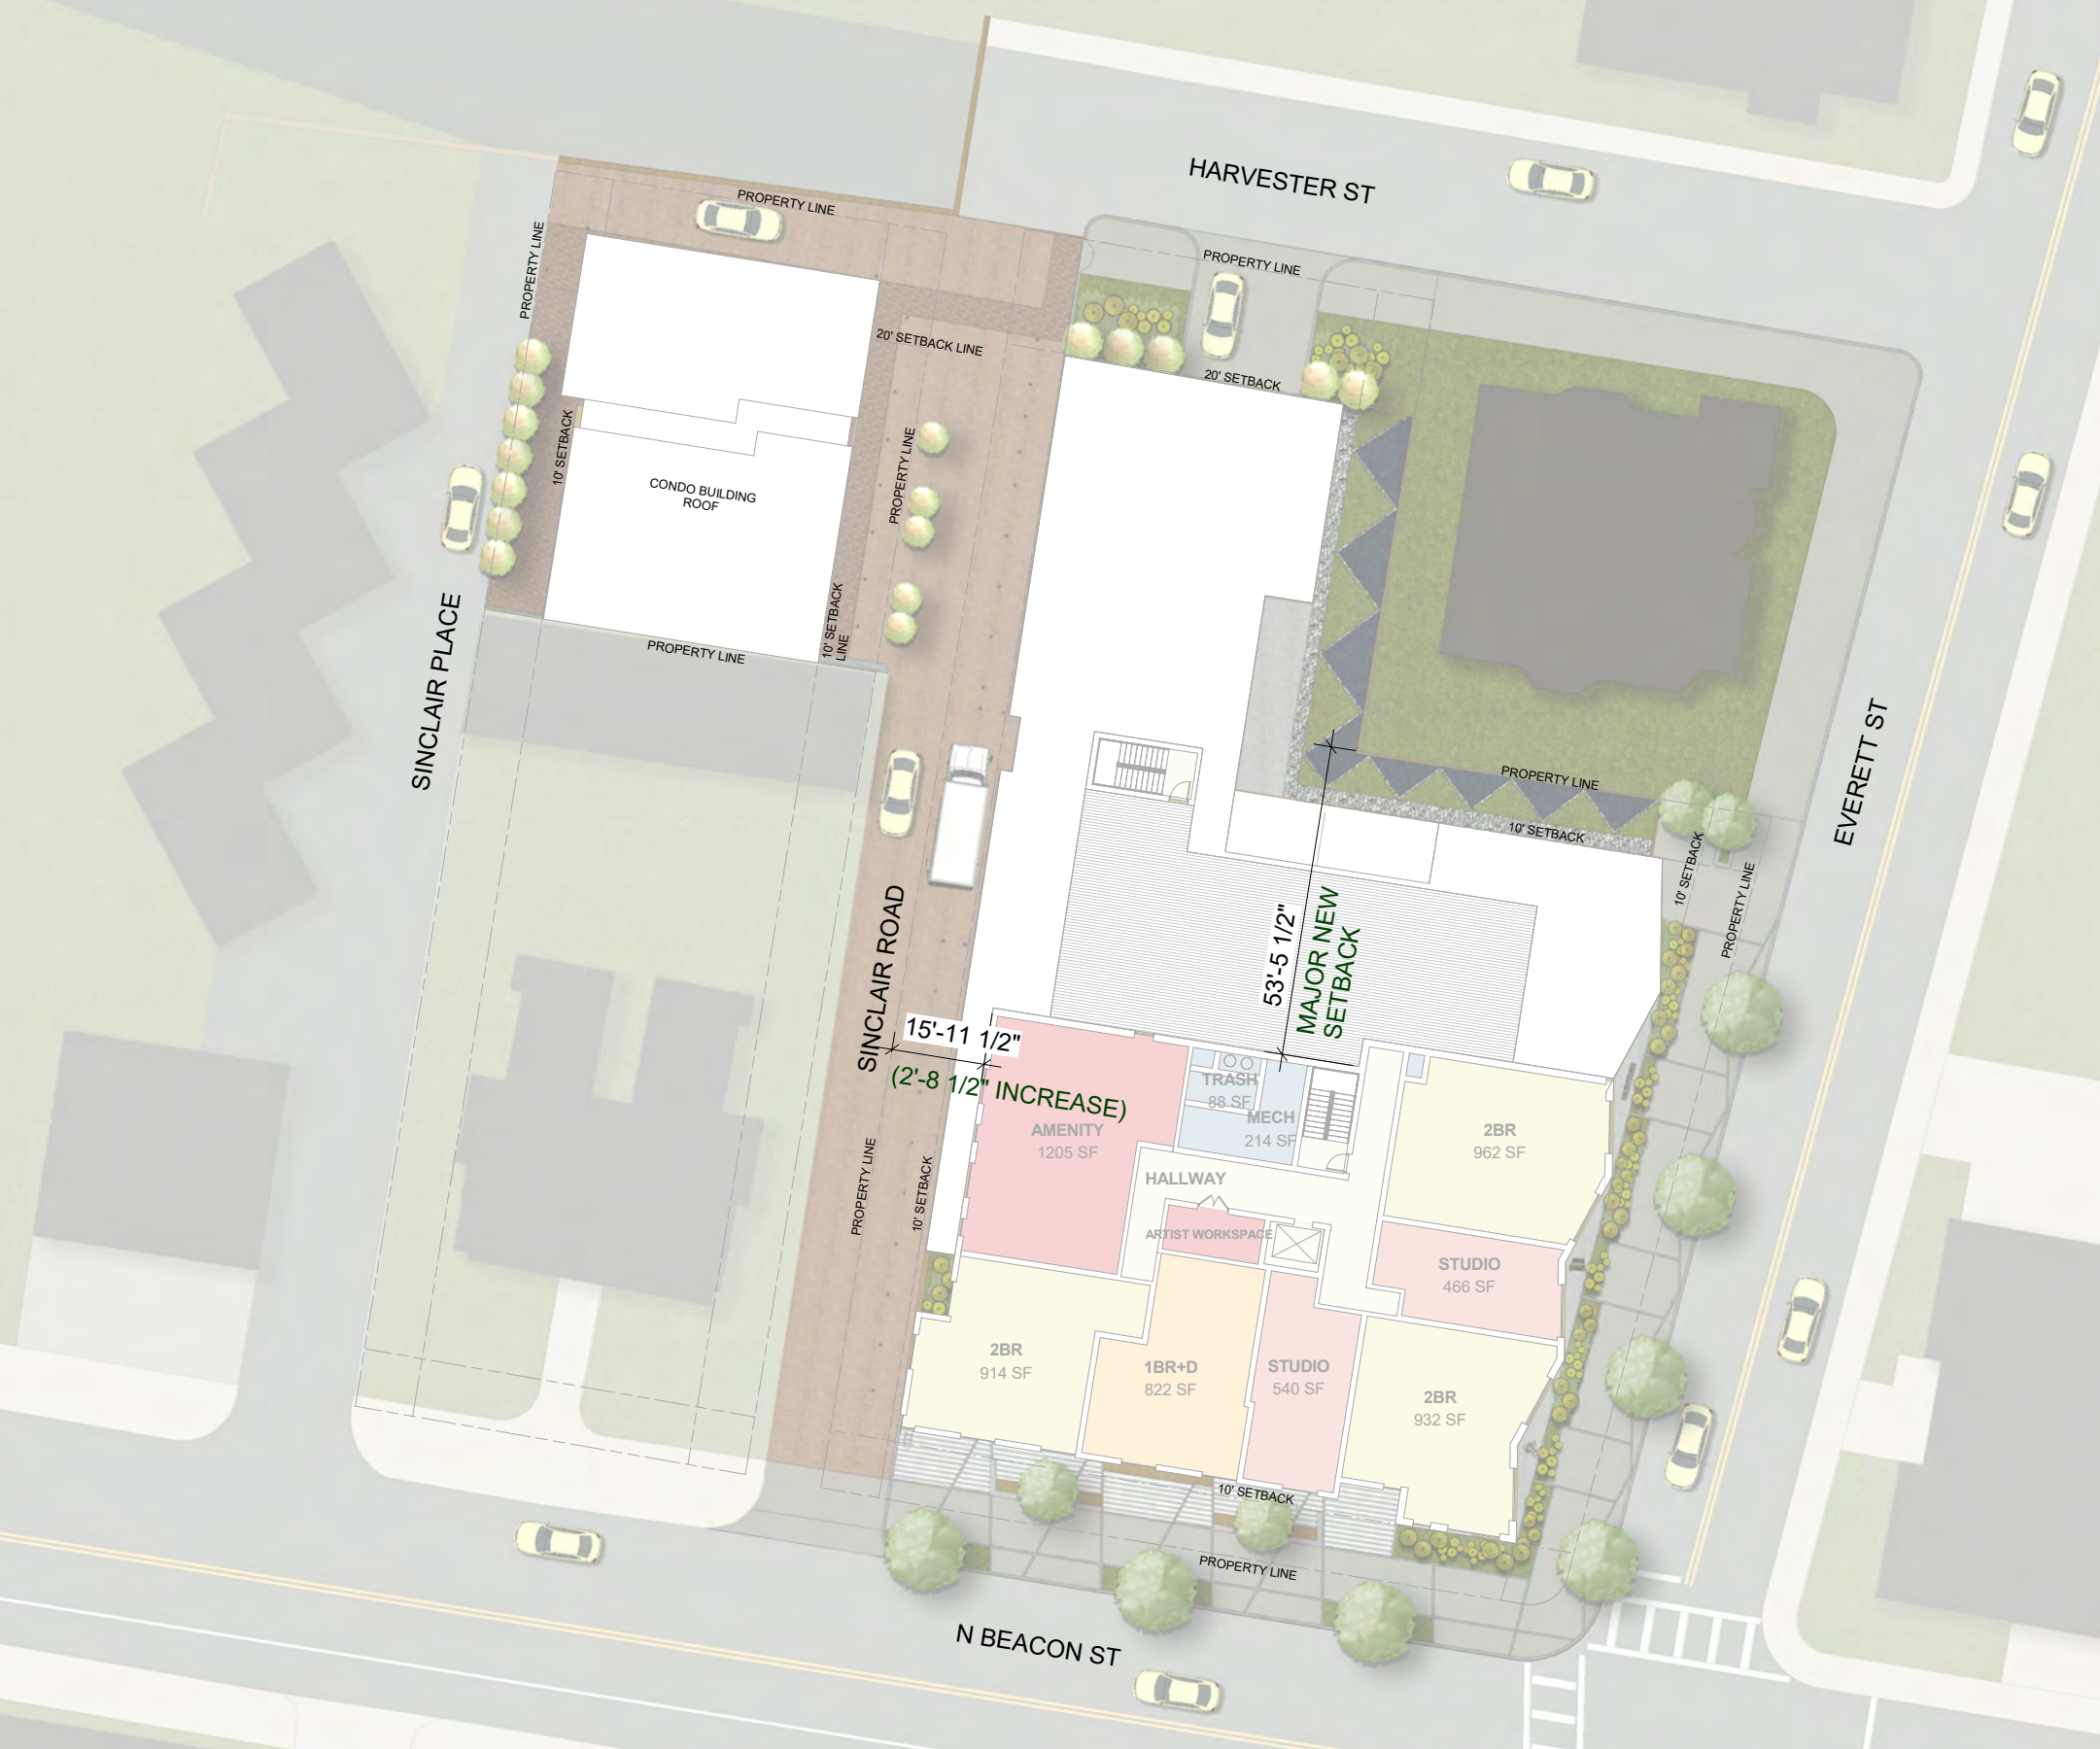 HARVESTER ST
PROPERTY LINE
PROPERTY LINE
PROPERTY LINE
20' SETBACK LINE
20' SETBACK
10' SETBACK
PROPERTY LINE
CONDO BUILDING
ROOF
SINCLAIR PLACE
10' SETBACK
LINE
PROPERTY LINE
EVERETT ST
PROPERTY LINE
10' SETBACK
10' SETBACK
PROPERTY LINE
53'-5 1/2"
MAJOR NEW
SETBACK
SINCLAIR ROAD
15'-11 1/2"
(2'-8 1/2" INCREASE)
AMENITY
1205 SF
TRASH
88 SF
MECH
214 SF
2BR
962 SF
PROPERTY LINE
10' SETBACK
HALLWAY
ARTIST WORKSPACE
STUDIO
466 SF
2BR
914 SF
1BR+D
822 SF
STUDIO
540 SF
2BR
932 SF
10' SETBACK
PROPERTY LINE
N BEACON ST